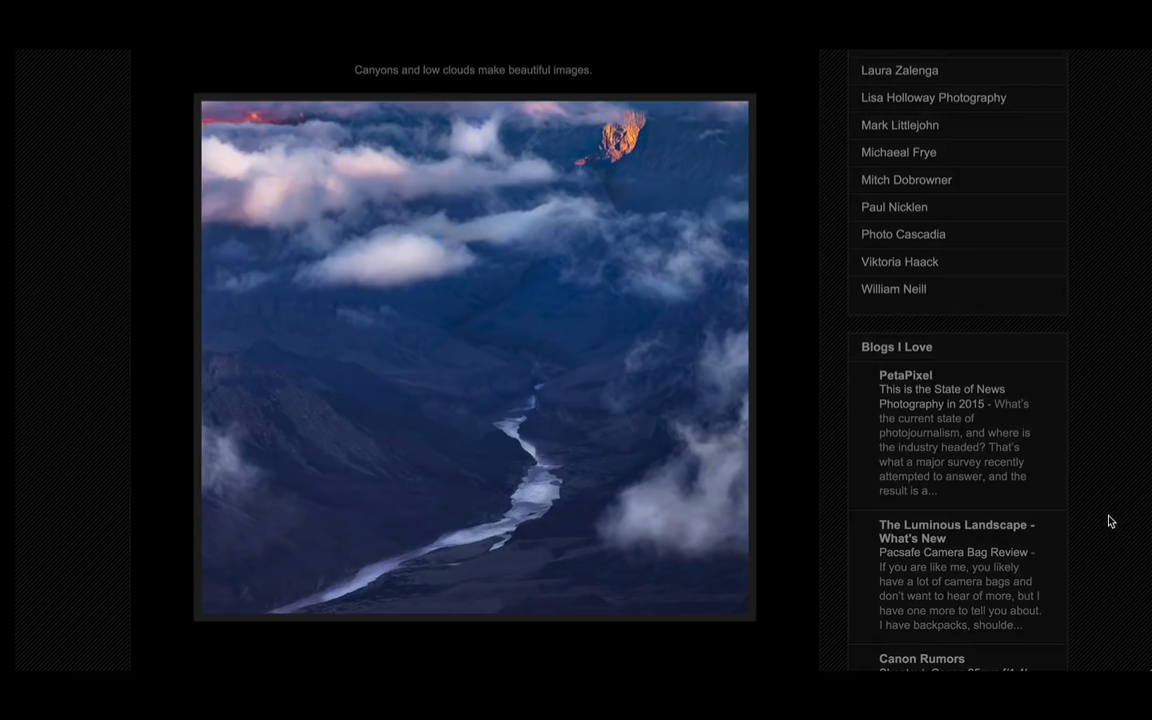 Canyons and low clouds make beautiful images.
Laura Zalenga
Lisa Holloway Photography
Mark Littlejohn
Michaeal Frye
Mitch Dobrowner
Paul Nicklen
Photo Cascadia
Viktoria Haack
William Neill
Blogs I Love
PetaPixel
This is the State of News
Photography in 2015 - What's
the current state of
photojournalism, and where is
the industry headed? That's
what a major survey recently
attempted to answer, and the
result is a...
The Luminous Landscape -
What's New
Pacsafe Camera Bag Review -
If you are like me, you likely
have a lot of camera bags and
don't want to hear of more, but I
have one more to tell you about.
I have backpacks, shoulde...
Canon Rumors